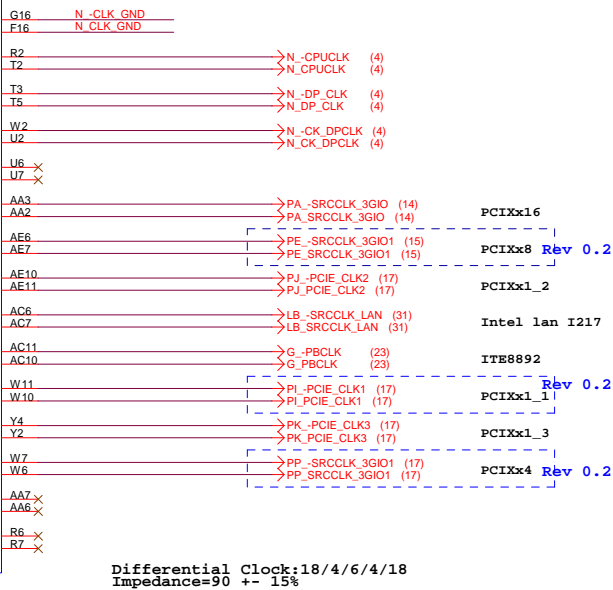 G16 N_-CLK_GND
F16 N_CLK_GND
R2 N_-CPUCLK (4)
T2 N_CPUCLK (4)
T3 N_-DP_CLK (4)
T5 N_DP_CLK (4)
W2 N_-CK_DPCLK (4)
U2 N_CK_DPCLK (4)
U6
U7
AA3 PA_-SRCCLK_3GIO (14)
AA2 PA_SRCCLK_3GIO (14) PCIXx16
AE6 PE_-SRCCLK_3GIO1 (15)
AE7 PE_SRCCLK_3GIO1 (15) PCIXx8 Rev 0.2
AE10 PJ_-PCIE_CLK2 (17)
AE11 PJ_PCIE_CLK2 (17) PCIXx1_2
AC6 LB_-SRCCLK_LAN (31)
AC7 LB_SRCCLK_LAN (31) Intel lan I217
AC11 G_-PBCLK (23)
AC10 G_PBCLK (23) ITE8892
W11 PI_-PCIE_CLK1 (17) Rev 0.2
W10 PI_PCIE_CLK1 (17) PCIXx1_1
Y4 PK_-PCIE_CLK3 (17)
Y2 PK_PCIE_CLK3 (17) PCIXx1_3
W7 PP_-SRCCLK_3GIO1 (17)
W6 PP_SRCCLK_3GIO1 (17) PCIXx4 Rev 0.2
AA7
AA6
R6
R7
Differential Clock:18/4/6/4/18
Impedance=90 +- 15%